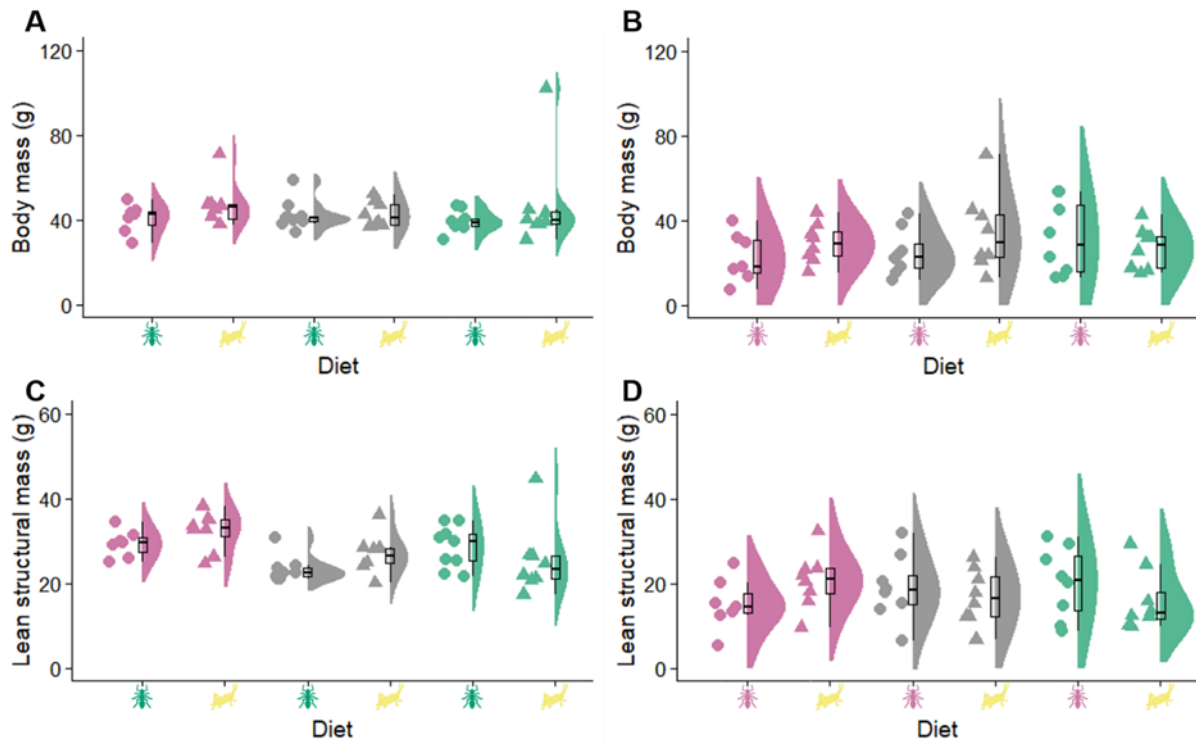 A
Body mass (g)
120
80
40
0
Diet
B
Body mass (g)
120
80
40
0
Diet
C
Lean structural mass (g)
60
40
20
0
Diet
D
Lean structural mass (g)
60
40
20
0
Diet